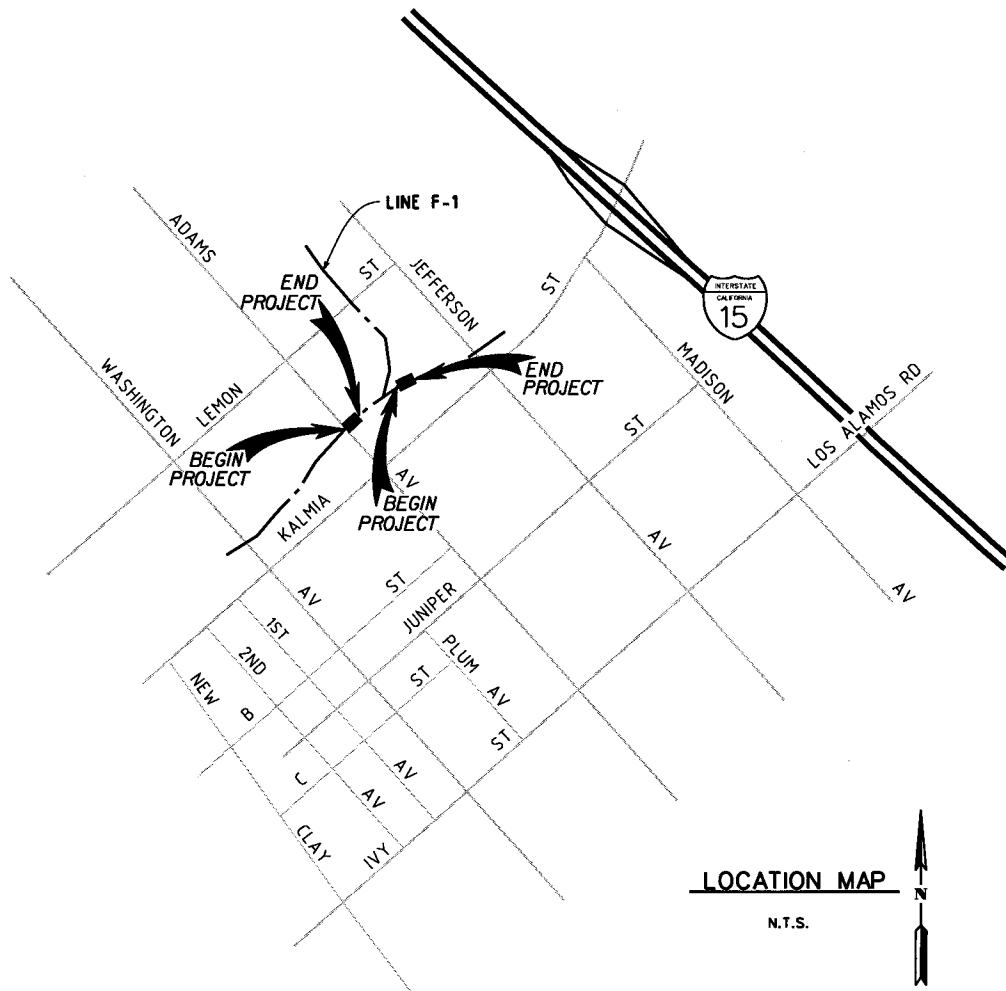 LINE F-1
ADAMS
ST
JEFFERSON
ST
END
PROJECT
INTERSTATE
CALIFORNIA
15
WASHINGTON
LEMON
END
PROJECT
MADISON
ST
LOS ALAMOS RD
BEGIN
PROJECT
AV
BEGIN
PROJECT
KALMIA
AV
AV
AV
ST
JUNIPER
1ST
2ND
PLUM
AV
ST
NEW
B
ST
C
AV
AV
CLAY
IVY
LOCATION MAP
N
N.T.S.